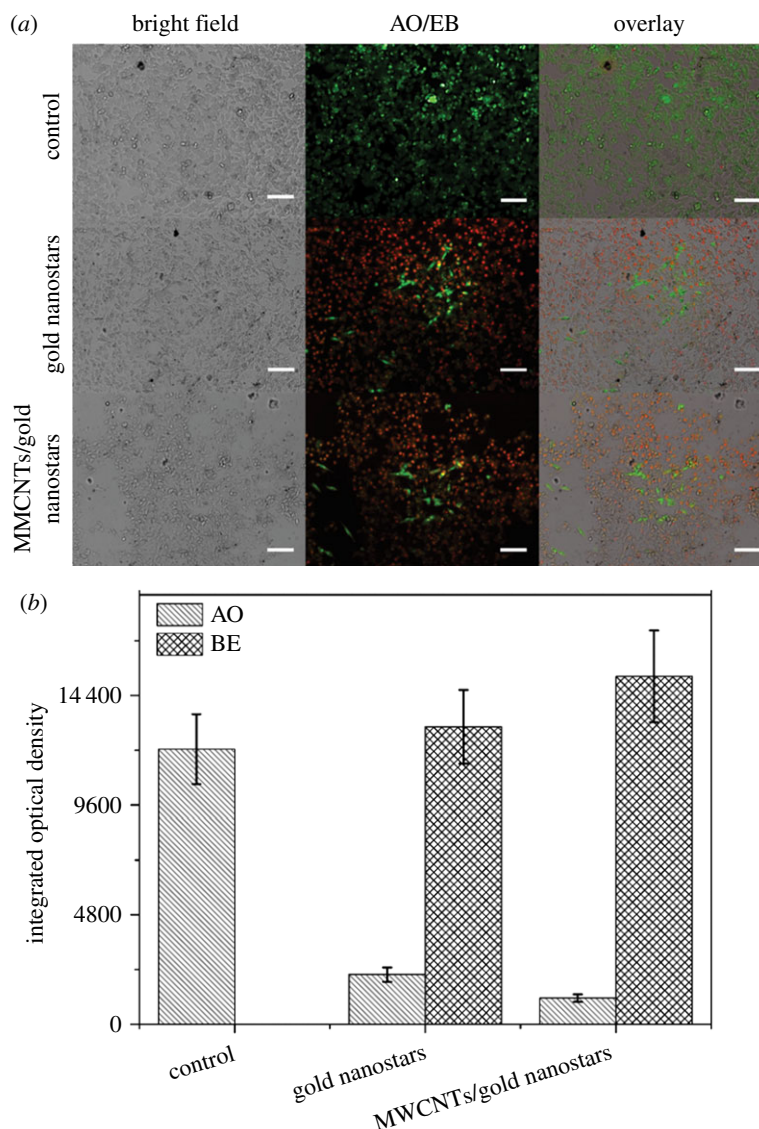 (a) bright field AO/EB overlay
control
gold nanostars
MMCNTs/gold
nanostars
(b)
AO
BE
integrated optical density
14 400
9600
4800
0
control
gold nanostars
MWCNTs/gold nanostars